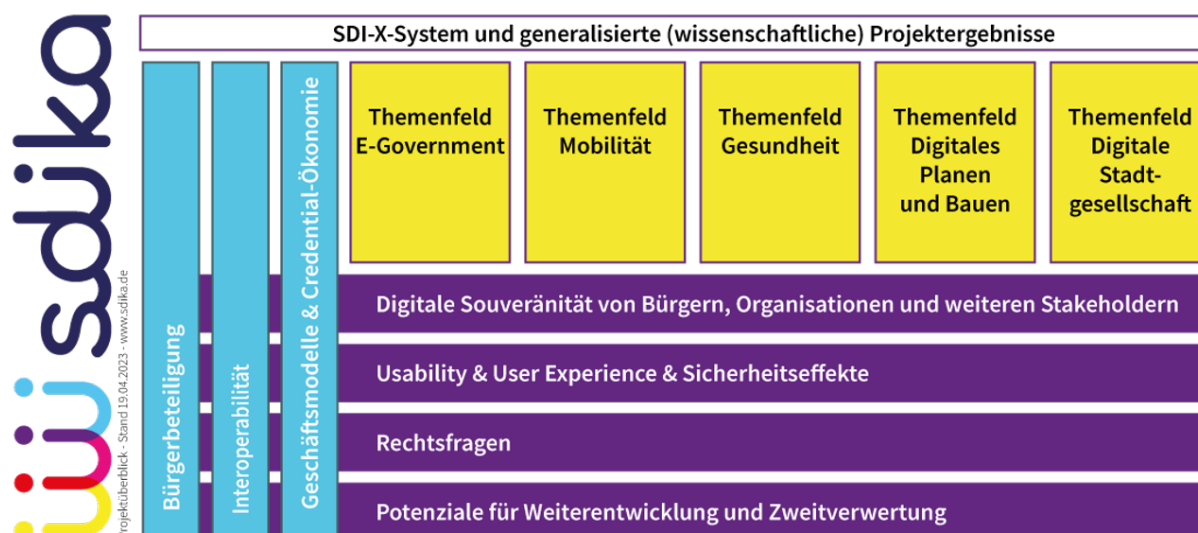 sdika
Projektüberblick - Stand 19.04.2023 - www.sdika.de
SDI-X-System und generalisierte (wissenschaftliche) Projektergebnisse
Bürgerbeteiligung
Interoperabilität
Geschäftsmodelle & Credential-Ökonomie
Themenfeld
E-Government
Themenfeld
Mobilität
Themenfeld
Gesundheit
Themenfeld
Digitales
Planen
und Bauen
Themenfeld
Digitale
Stadt-
gesellschaft
Digitale Souveränität von Bürgern, Organisationen und weiteren Stakeholdern
Usability & User Experience & Sicherheitseffekte
Rechtsfragen
Potenziale für Weiterentwicklung und Zweitverwertung